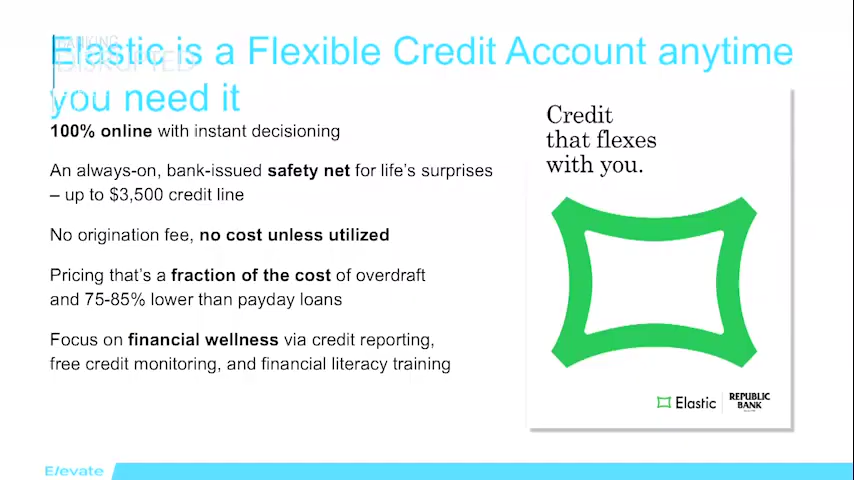 Elastic is a Flexible Credit Account anytime
you need it
BANKING
DISRUPTED
100% online with instant decisioning
An always-on, bank-issued safety net for life's surprises
– up to $3,500 credit line
No origination fee, no cost unless utilized
Pricing that's a fraction of the cost of overdraft
and 75-85% lower than payday loans
Focus on financial wellness via credit reporting,
free credit monitoring, and financial literacy training
Credit
that flexes
with you.
Elastic
REPUBLIC
BANK
Elevate